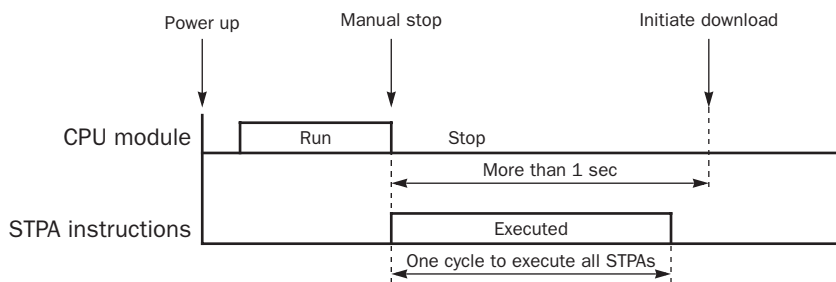 Power up Manual stop Initiate download
CPU module Run Stop
More than 1 sec
STPA instructions Executed
One cycle to execute all STPAs